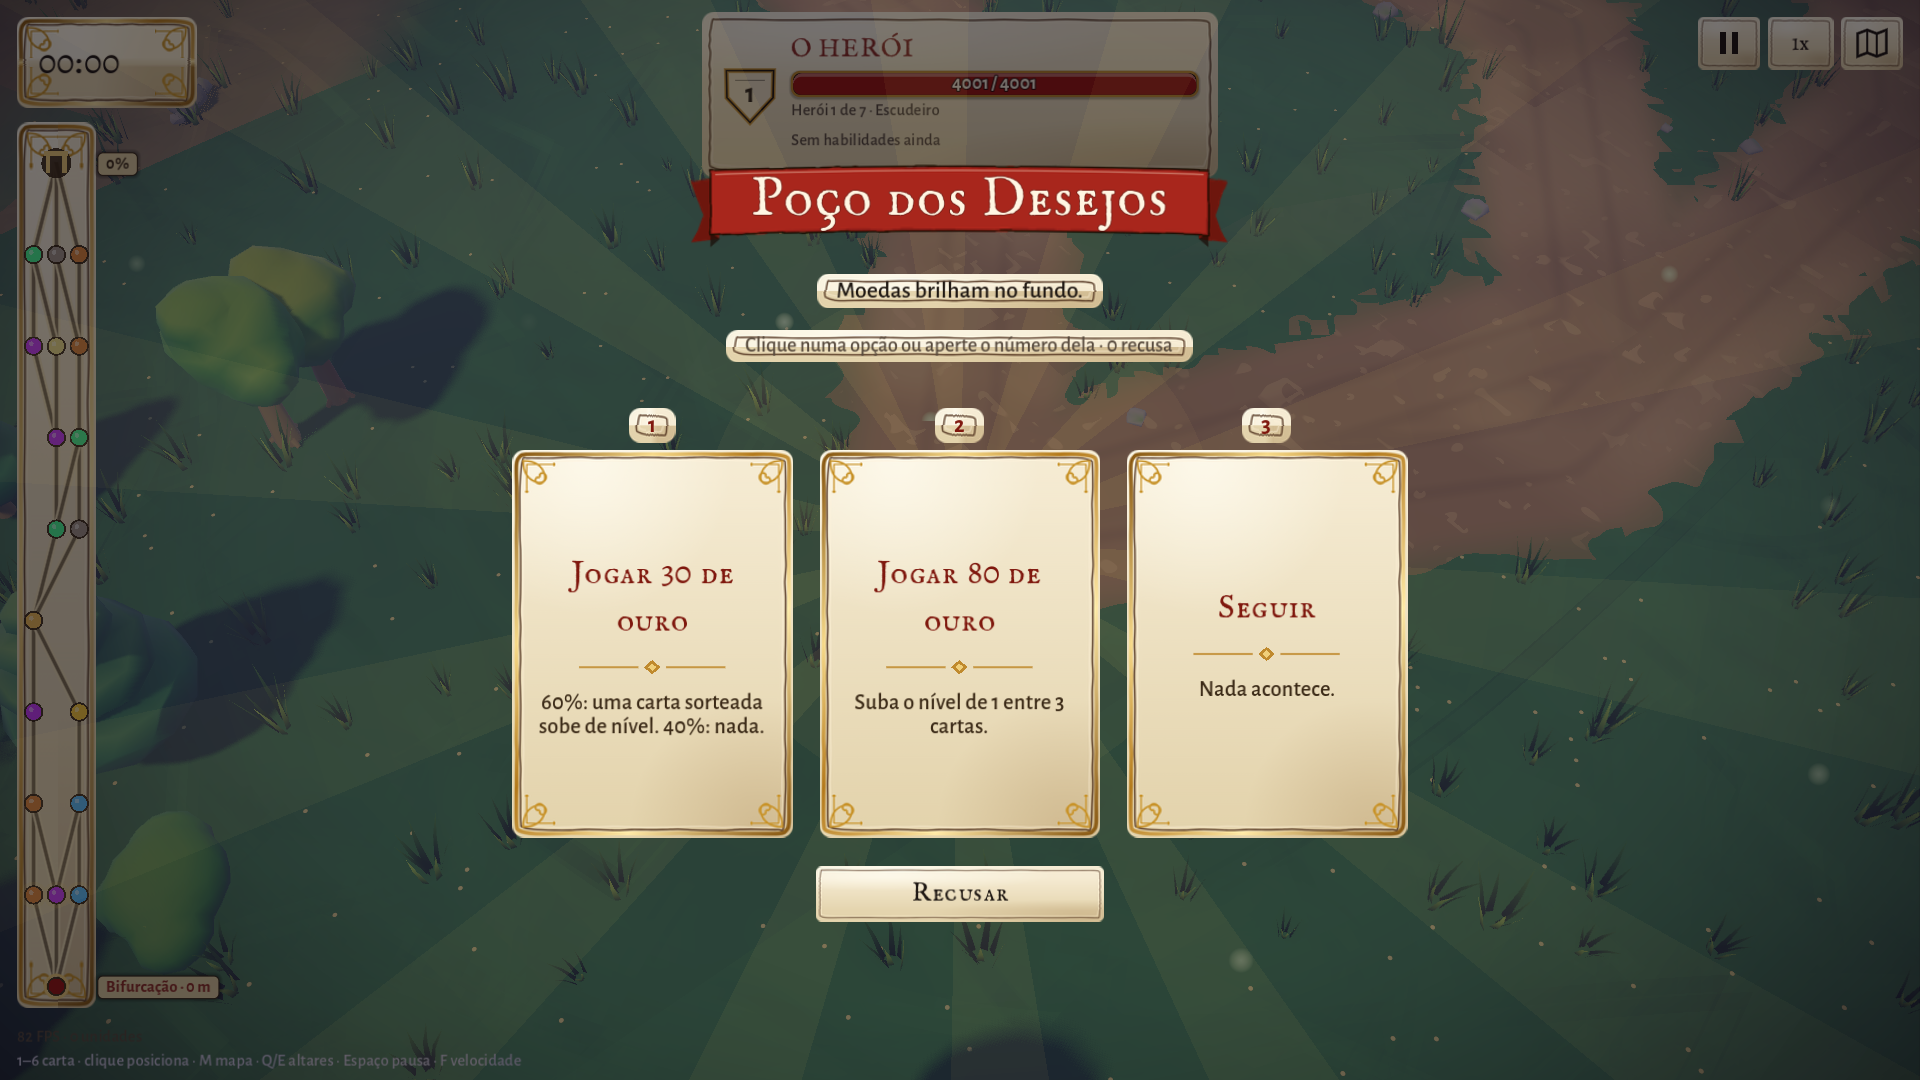 00:00
O HERÓI
1
4001 / 4001
Herói 1 de 7 · Escudeiro
Sem habilidades ainda
1x
0%
POÇO DOS DESEJOS
Moedas brilham no fundo.
Clique numa opção ou aperte o número dela · 0 recusa
1
2
3
JOGAR 30 DE
OURO
60%: uma carta sorteada
sobe de nível. 40%: nada.
JOGAR 80 DE
OURO
Suba o nível de 1 entre 3
cartas.
SEGUIR
Nada acontece.
RECUSAR
Bifurcação · 0 m
1–6 carta · clique posiciona · M mapa · Q/E altares · Espaço pausa · F velocidade